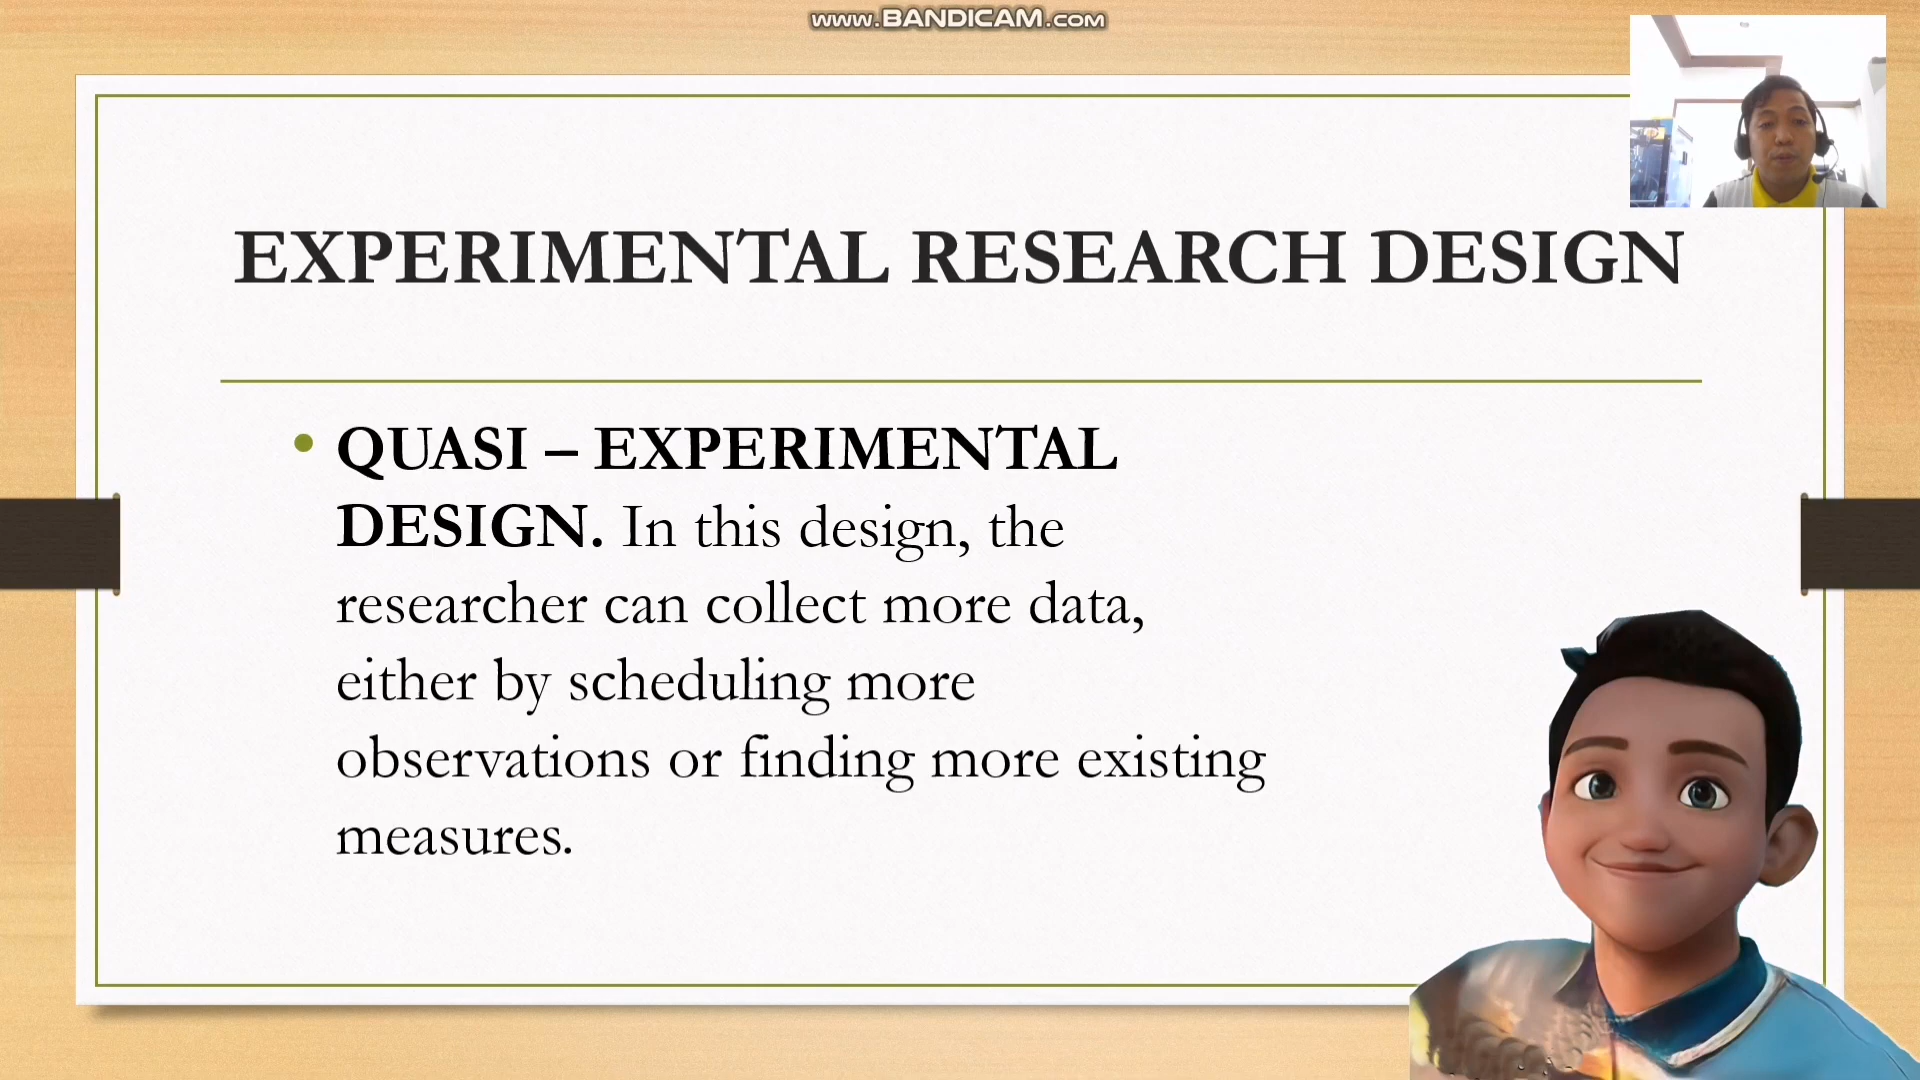 www.BANDICAM.com
EXPERIMENTAL RESEARCH DESIGN
• QUASI – EXPERIMENTAL
DESIGN. In this design, the
researcher can collect more data,
either by scheduling more
observations or finding more existing
measures.